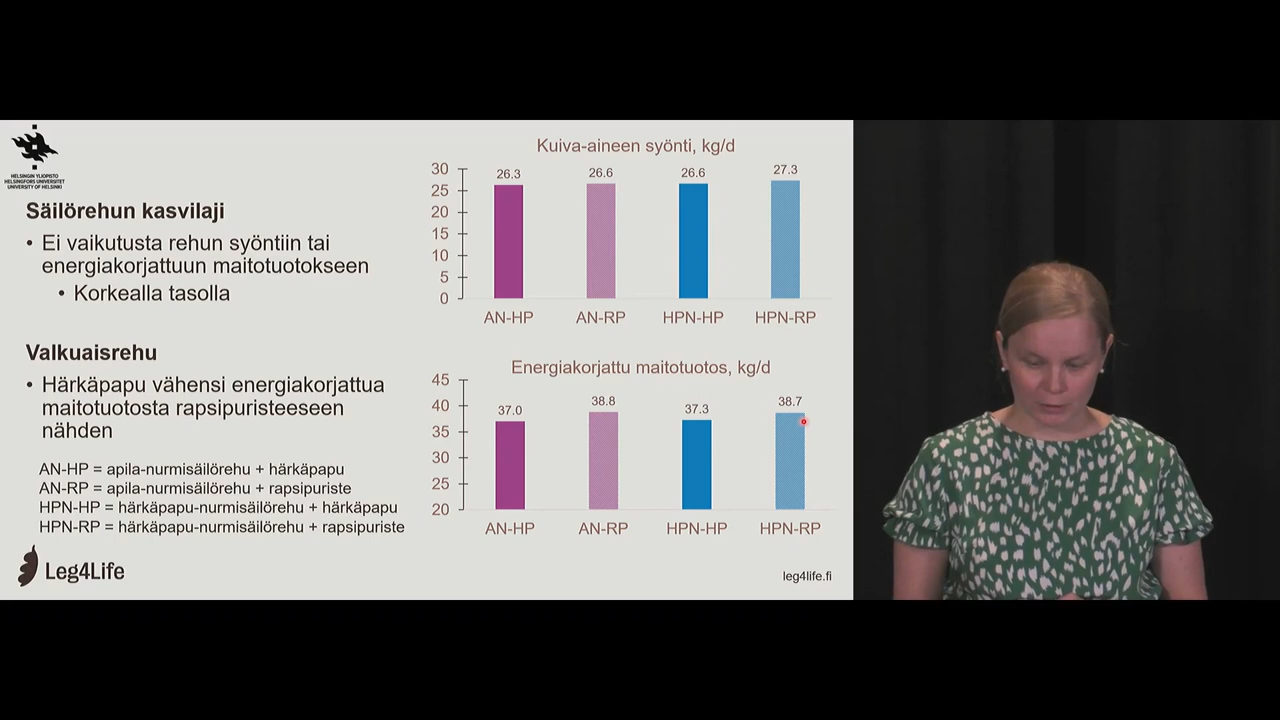 HELSINGIN YLIOPISTO
HELSINGFORS UNIVERSITET
UNIVERSITY OF HELSINKI
Säilörehun kasvilaji
• Ei vaikutusta rehun syöntiin tai
energiakorjattuun maitotuotokseen
• Korkealla tasolla
Valkuaisrehu
• Härkäpapu vähensi energiakorjattua
maitotuotosta rapsipuristeeseen
nähden
AN-HP = apila-nurmisäilörehu + härkäpapu
AN-RP = apila-nurmisäilörehu + rapsipuriste
HPN-HP = härkäpapu-nurmisäilörehu + härkäpapu
HPN-RP = härkäpapu-nurmisäilörehu + rapsipuriste
Leg4Life
Kuiva-aineen syönti, kg/d
30
25
20
15
10
5
0
26.3
26.6
26.6
27.3
AN-HP
AN-RP
HPN-HP
HPN-RP
Energiakorjattu maitotuotos, kg/d
45
40
35
30
25
20
37.0
38.8
37.3
38.7
AN-HP
AN-RP
HPN-HP
HPN-RP
leg4life.fi